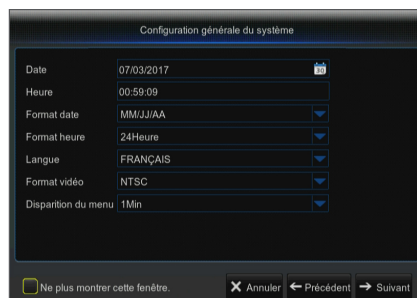 Configuration générale du système
Date 07/03/2017 30
Heure 00:59:09
Format date MM/JJ/AA
Format heure 24Heure
Langue FRANÇAIS
Format vidéo NTSC
Disparition du menu 1Min
Ne plus montrer cette fenêtre. Annuler Précédent Suivant